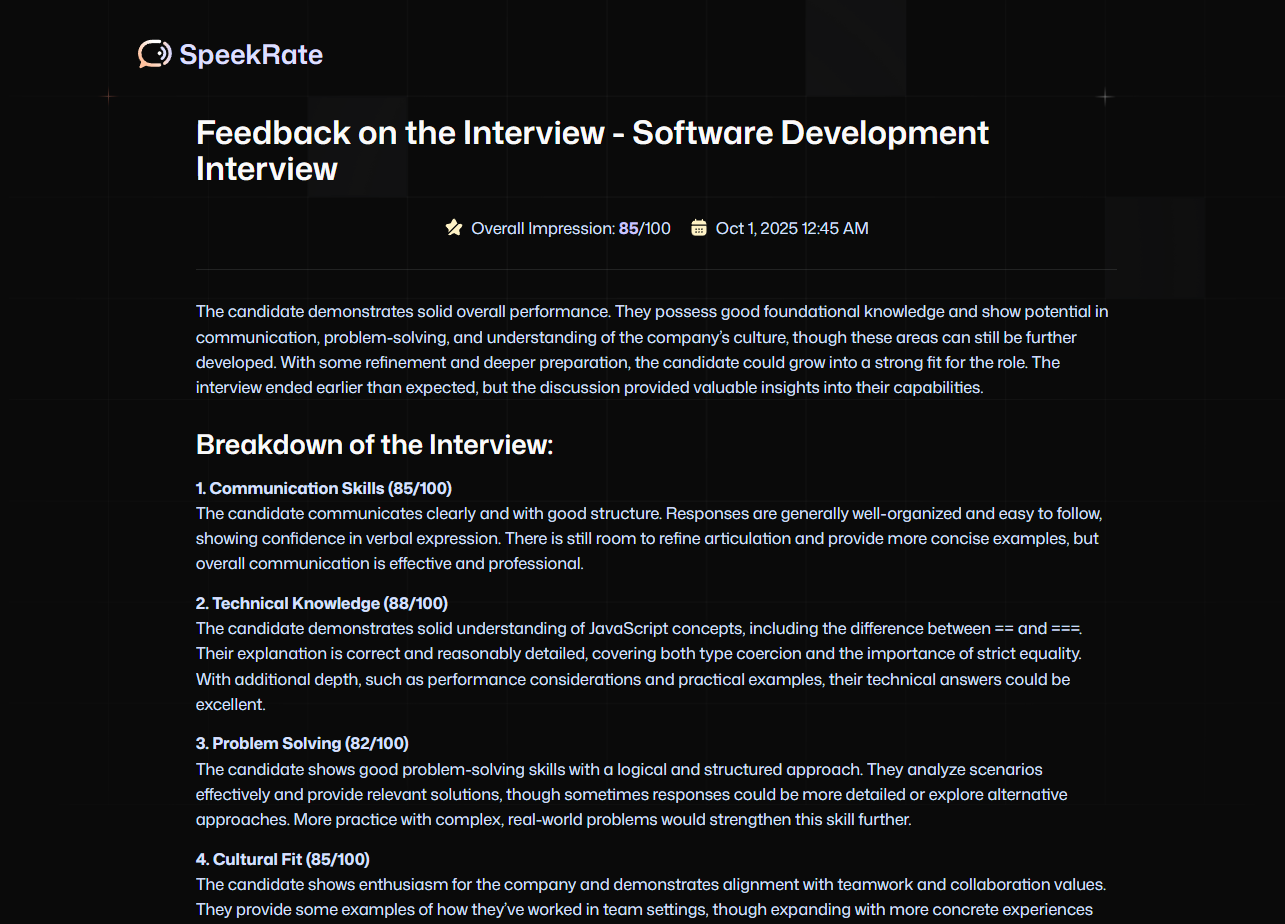 SpeekRate
Feedback on the Interview - Software Development
Interview
Overall Impression: 85/100 Oct 1, 2025 12:45 AM
The candidate demonstrates solid overall performance. They possess good foundational knowledge and show potential in
communication, problem-solving, and understanding of the company’s culture, though these areas can still be further
developed. With some refinement and deeper preparation, the candidate could grow into a strong fit for the role. The
interview ended earlier than expected, but the discussion provided valuable insights into their capabilities.
Breakdown of the Interview:
1. Communication Skills (85/100)
The candidate communicates clearly and with good structure. Responses are generally well-organized and easy to follow,
showing confidence in verbal expression. There is still room to refine articulation and provide more concise examples, but
overall communication is effective and professional.
2. Technical Knowledge (88/100)
The candidate demonstrates solid understanding of JavaScript concepts, including the difference between == and ===.
Their explanation is correct and reasonably detailed, covering both type coercion and the importance of strict equality.
With additional depth, such as performance considerations and practical examples, their technical answers could be
excellent.
3. Problem Solving (82/100)
The candidate shows good problem-solving skills with a logical and structured approach. They analyze scenarios
effectively and provide relevant solutions, though sometimes responses could be more detailed or explore alternative
approaches. More practice with complex, real-world problems would strengthen this skill further.
4. Cultural Fit (85/100)
The candidate shows enthusiasm for the company and demonstrates alignment with teamwork and collaboration values.
They provide some examples of how they’ve worked in team settings, though expanding with more concrete experiences